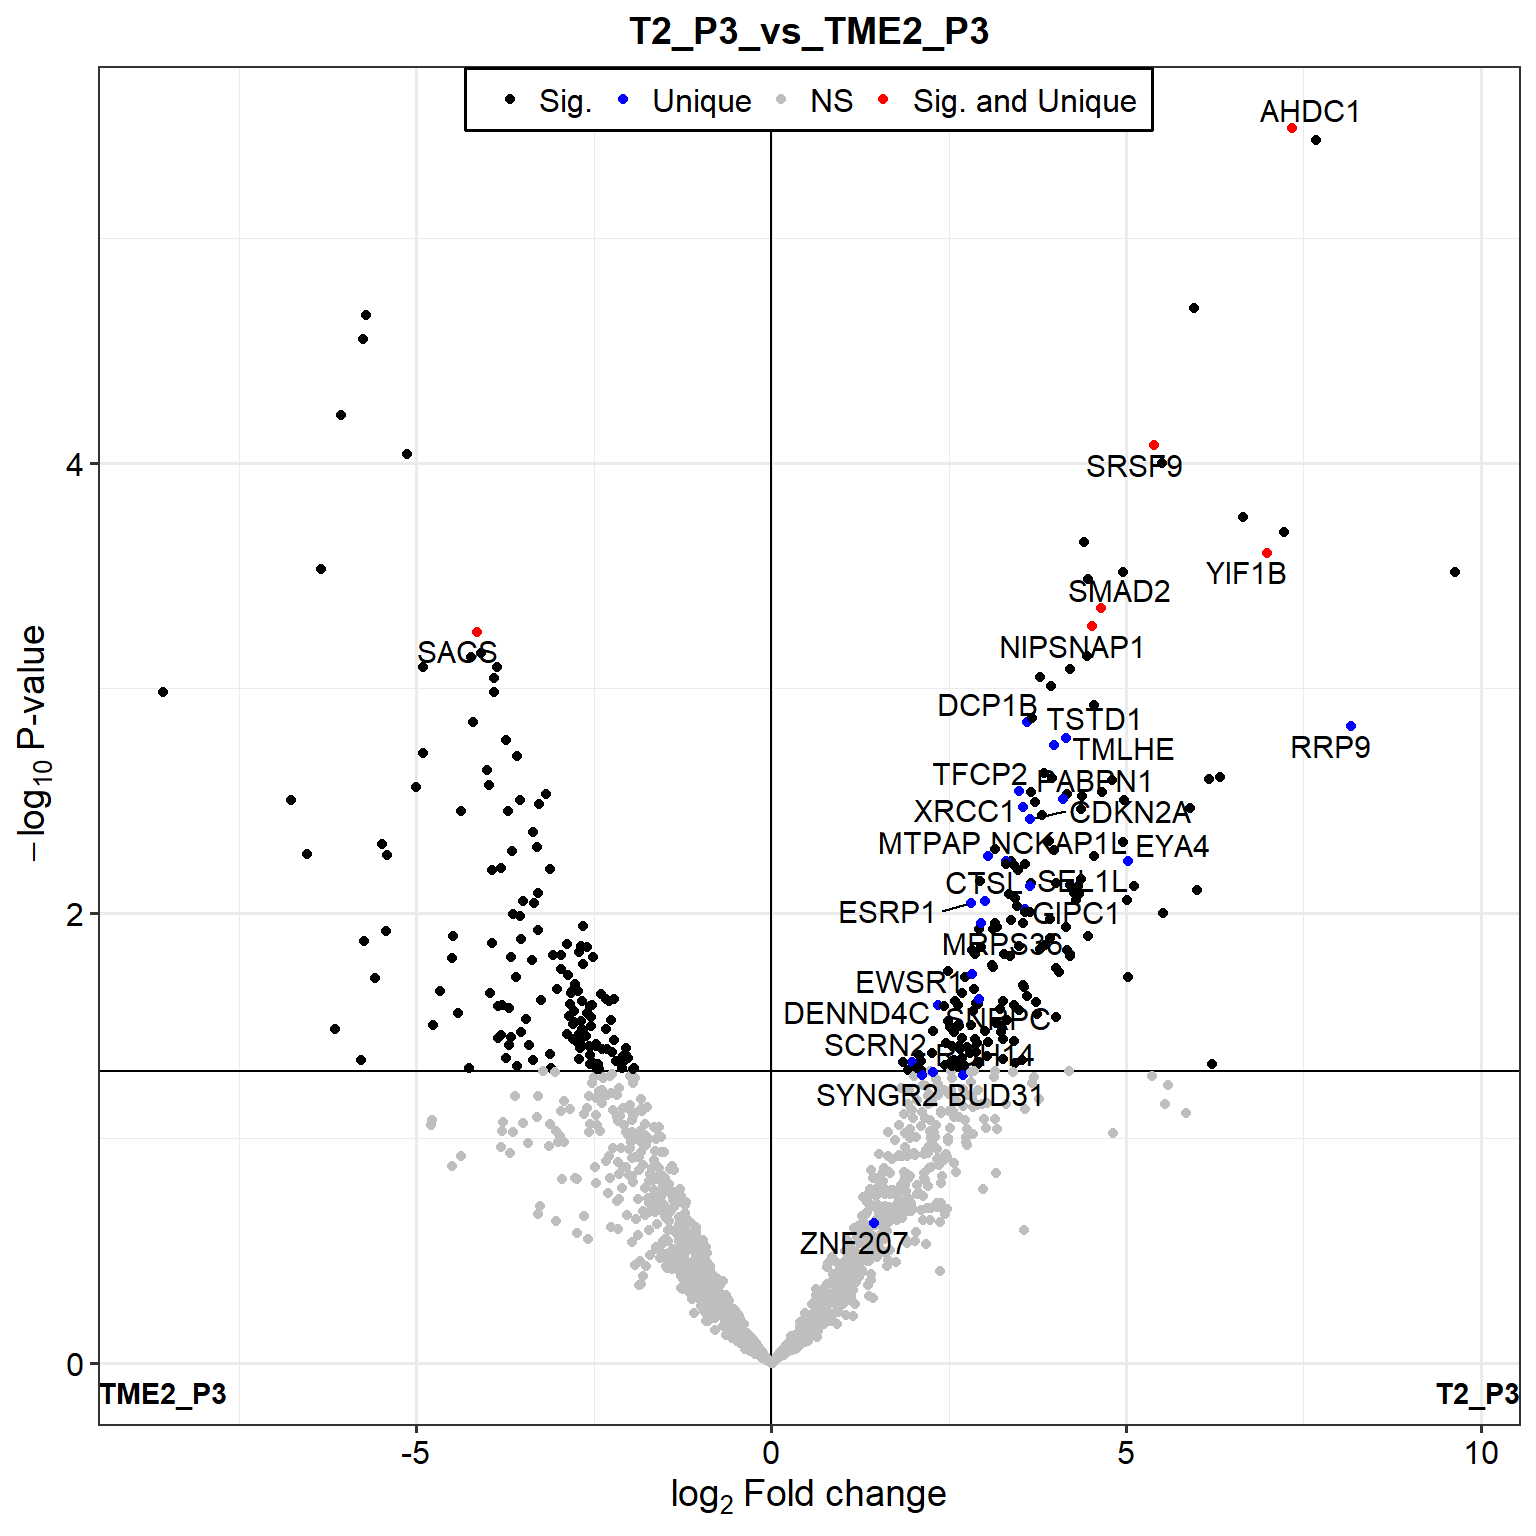 T2_P3_vs_TME2_P3
Sig. Unique NS Sig. and Unique
AHDC1
4
SRSF9
YIF1B
SMAD2
NIPSNAP1
SACS
DCP1B
TSTD1
TMLHE
RRP9
TFCP2
PABPN1
XRCC1
CDKN2A
MTPAP
NCKAP1L
EYA4
CTSL
SEL1L
ESRP1
GIPC1
2
MRPS36
EWSR1
DENND4C
SNRPC
SCRN2
RDH14
SYNGR2
BUD31
ZNF207
0
TME2_P3
T2_P3
-5
0
5
10
log2 Fold change
−log10 P-value